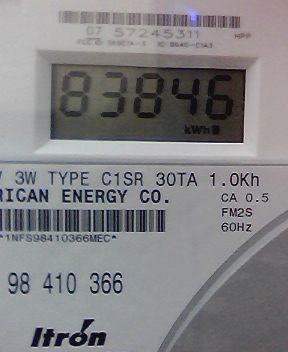 07 57245311 HPP
83846
kWh
3W TYPE C1SR 30TA 1.0Kh
RICAN ENERGY CO.
CA 0.5
FM2S
60Hz
*1NFS98410366MEC*
98 410 366
Itron